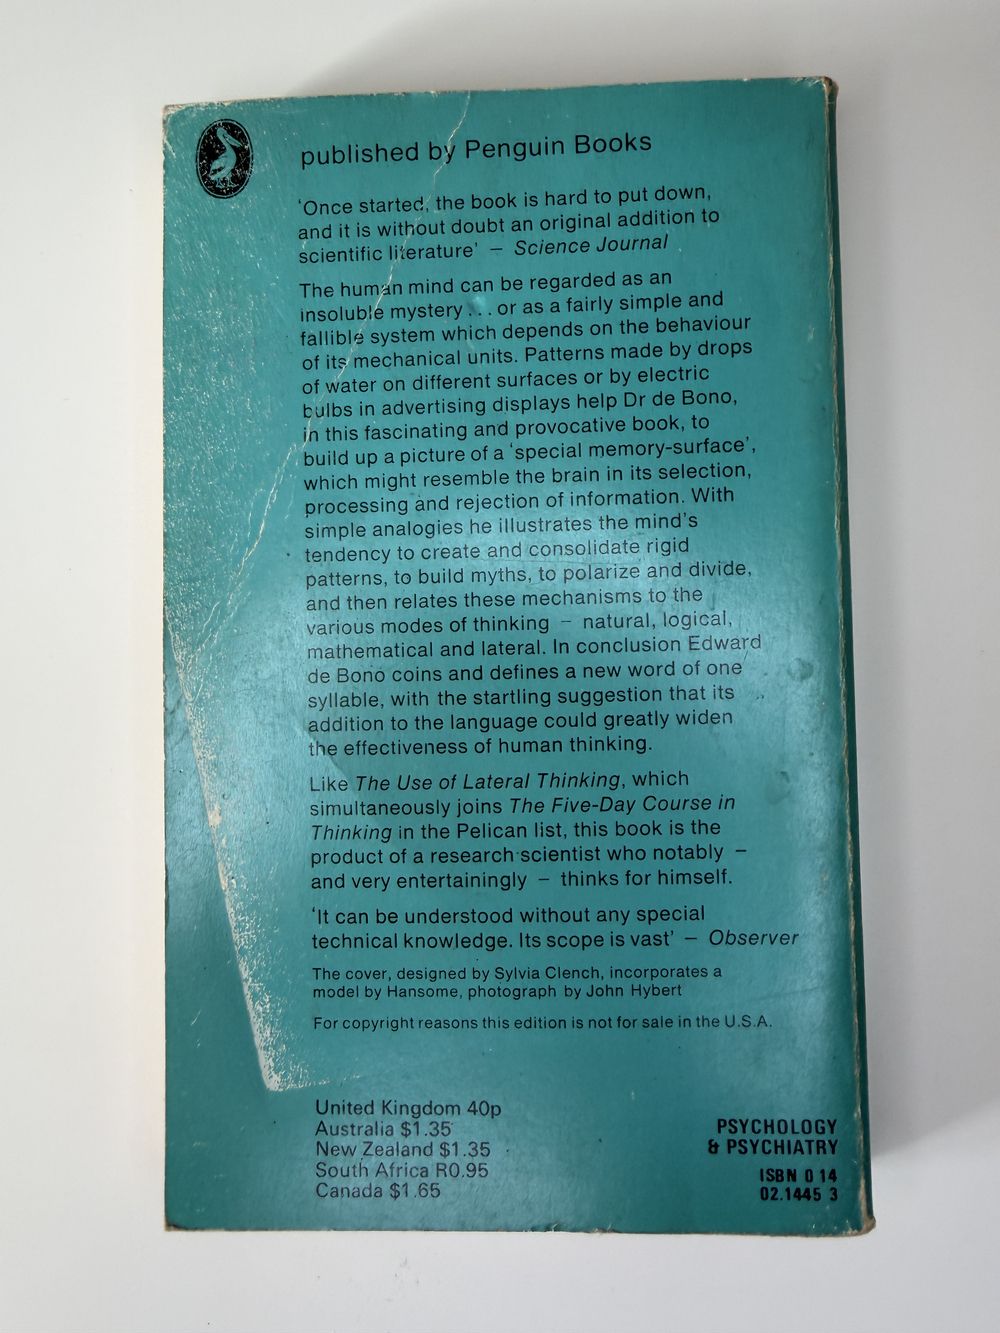 published by Penguin Books
‘Once started, the book is hard to put down,
and it is without doubt an original addition to
scientific literature’ – Science Journal
The human mind can be regarded as an
insoluble mystery . . . or as a fairly simple and
fallible system which depends on the behaviour
of its mechanical units. Patterns made by drops
of water on different surfaces or by electric
bulbs in advertising displays help Dr de Bono,
in this fascinating and provocative book, to
build up a picture of a ‘special memory-surface’,
which might resemble the brain in its selection,
processing and rejection of information. With
simple analogies he illustrates the mind’s
tendency to create and consolidate rigid
patterns, to build myths, to polarize and divide,
and then relates these mechanisms to the
various modes of thinking – natural, logical,
mathematical and lateral. In conclusion Edward
de Bono coins and defines a new word of one
syllable, with the startling suggestion that its
addition to the language could greatly widen
the effectiveness of human thinking.
Like The Use of Lateral Thinking, which
simultaneously joins The Five-Day Course in
Thinking in the Pelican list, this book is the
product of a research scientist who notably –
and very entertainingly – thinks for himself.
‘It can be understood without any special
technical knowledge. Its scope is vast’ – Observer
The cover, designed by Sylvia Clench, incorporates a
model by Hansome, photograph by John Hybert
For copyright reasons this edition is not for sale in the U.S.A.
United Kingdom 40p
Australia $1.35
New Zealand $1.35
South Africa R0.95
Canada $1.65
PSYCHOLOGY
& PSYCHIATRY
ISBN 0 14
02.1445 3